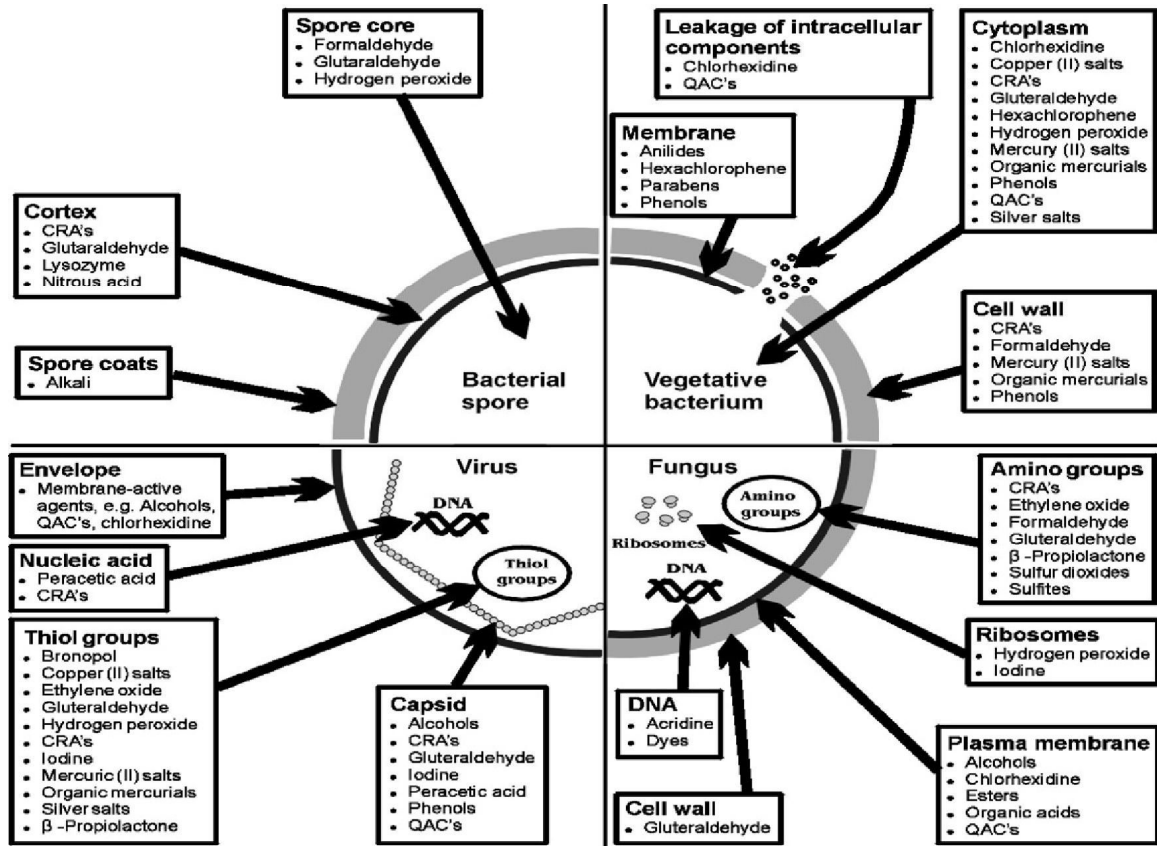 Spore core
• Formaldehyde
• Glutaraldehyde
• Hydrogen peroxide
Cortex
• CRA's
• Glutaraldehyde
• Lysozyme
• Nitrous acid
Spore coats
• Alkali
Bacterial
spore
Leakage of intracellular
components
• Chlorhexidine
• QAC's
Membrane
• Anilides
• Hexachlorophene
• Parabens
• Phenols
Cytoplasm
• Chlorhexidine
• Copper (II) salts
• CRA's
• Gluteraldehyde
• Hexachlorophene
• Hydrogen peroxide
• Mercury (II) salts
• Organic mercurials
• Phenols
• QAC's
• Silver salts
Cell wall
• CRA's
• Formaldehyde
• Mercury (II) salts
• Organic mercurials
• Phenols
Vegetative
bacterium
Envelope
• Membrane-active
agents, e.g. Alcohols,
QAC's, chlorhexidine
Nucleic acid
• Peracetic acid
• CRA's
Thiol groups
• Bronopol
• Copper (II) salts
• Ethylene oxide
• Gluteraldehyde
• Hydrogen peroxide
• CRA's
• Iodine
• Mercuric (II) salts
• Organic mercurials
• Silver salts
• β -Propiolactone
Virus
DNA
Thiol
groups
Capsid
• Alcohols
• CRA's
• Gluteraldehyde
• Iodine
• Peracetic acid
• Phenols
• QAC's
Fungus
Amino
groups
Ribosomes
DNA
Amino groups
• CRA's
• Ethylene oxide
• Formaldehyde
• Gluteraldehyde
• β -Propiolactone
• Sulfur dioxides
• Sulfites
Ribosomes
• Hydrogen peroxide
• Iodine
DNA
• Acridine
• Dyes
Cell wall
• Gluteraldehyde
Plasma membrane
• Alcohols
• Chlorhexidine
• Esters
• Organic acids
• QAC's